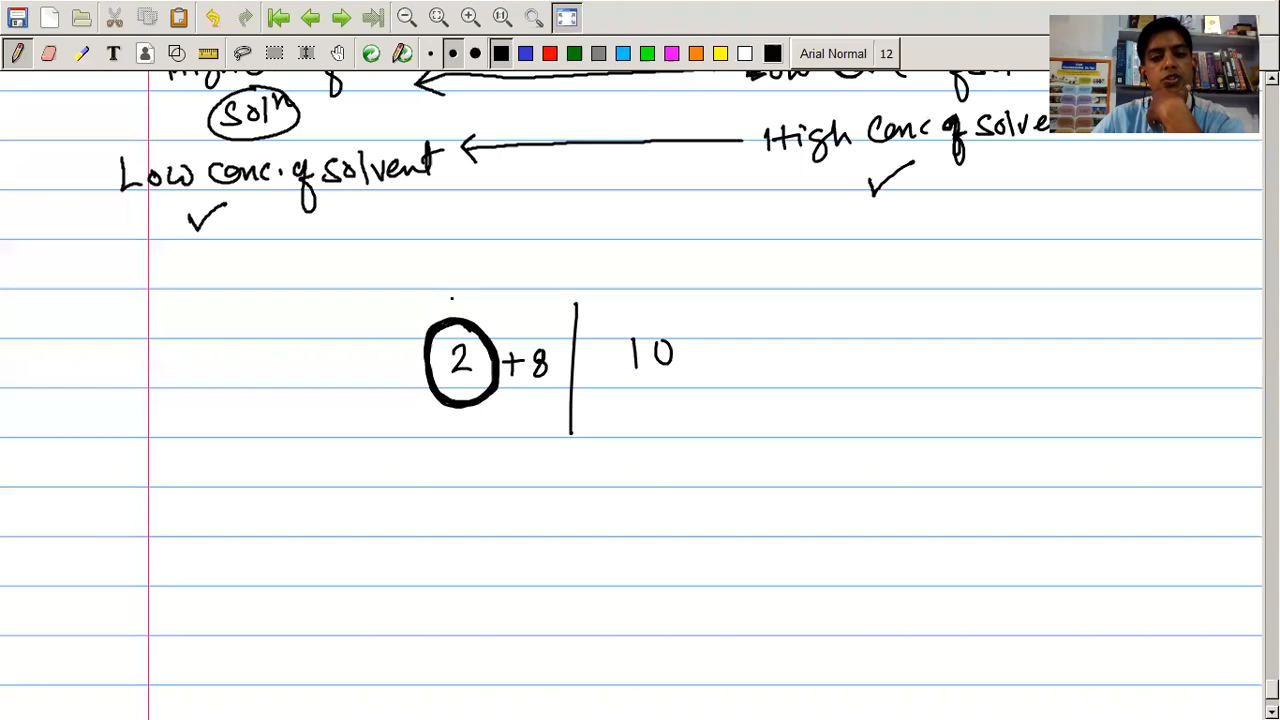 Arial Normal 12
Solⁿ
High Conc of solve
Low Conc. of solvent
2 + 8 | 10